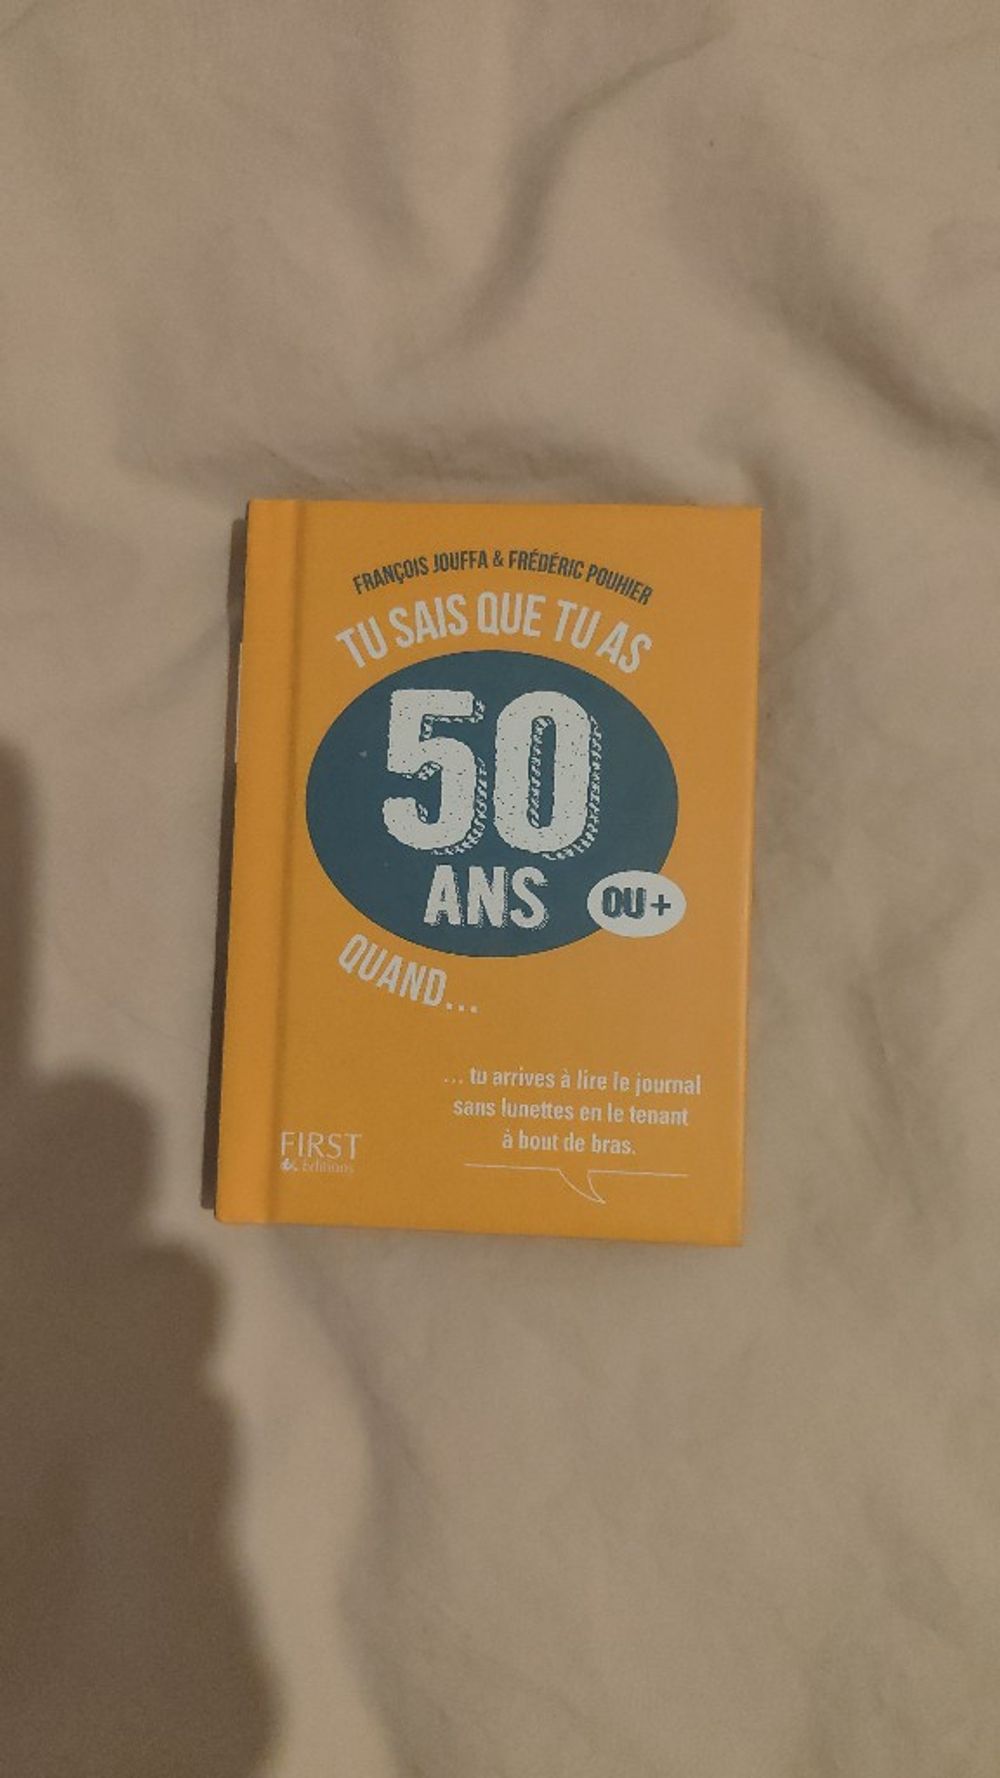 FRANÇOIS JOUFFA & FRÉDÉRIC POUHIER
TU SAIS QUE TU AS
50
ANS
OU +
QUAND...
... tu arrives à lire le journal
sans lunettes en le tenant
à bout de bras.
FIRST
Éditions